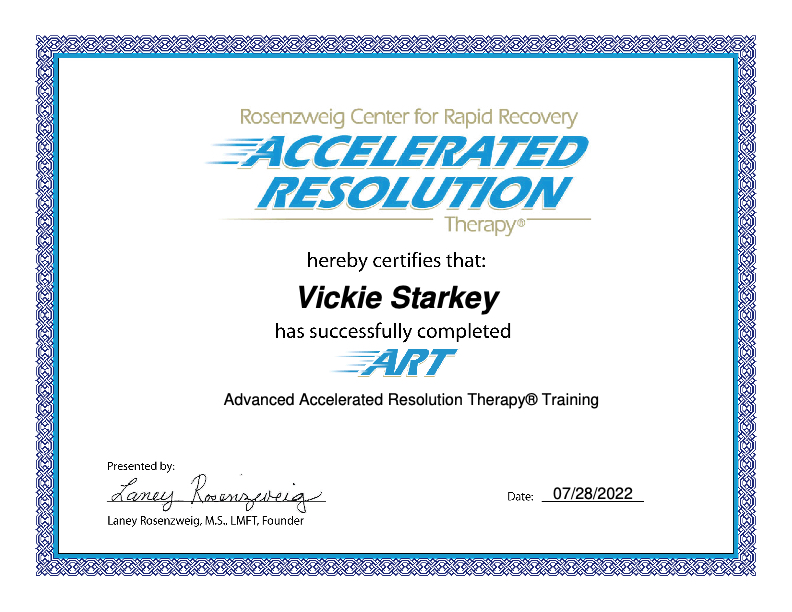 Rosenzweig Center for Rapid Recovery
ACCELERATED
RESOLUTION
Therapy®
hereby certifies that:
Vickie Starkey
has successfully completed
ART
Advanced Accelerated Resolution Therapy® Training
Presented by:
Laney Rosenzweig
Date: 07/28/2022
Laney Rosenzweig, M.S., LMFT, Founder